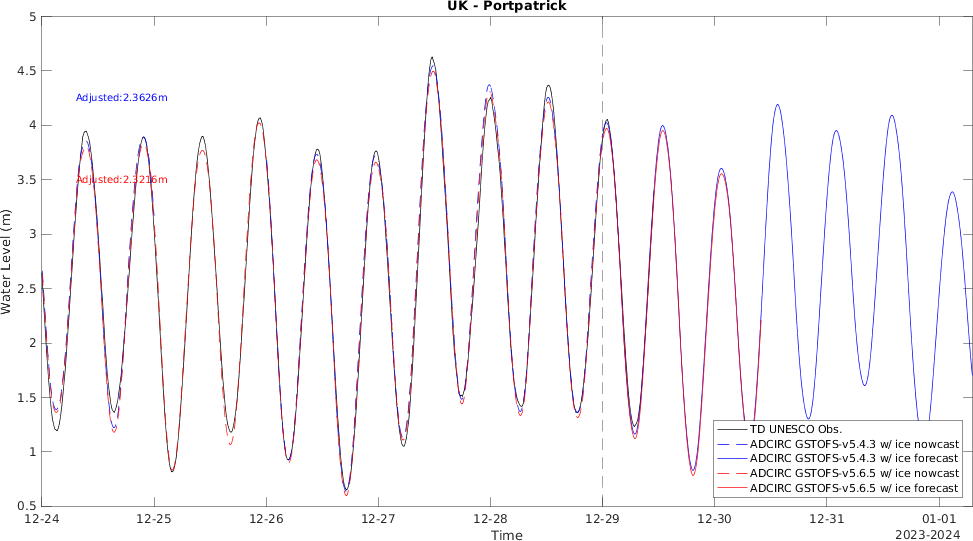 UK - Portpatrick
5
4.5
4
3.5
3
2.5
2
1.5
1
0.5
Water Level (m)
Adjusted:2.3626m
Adjusted:2.3216m
TD UNESCO Obs.
ADCIRC GSTOFS-v5.4.3 w/ ice nowcast
ADCIRC GSTOFS-v5.4.3 w/ ice forecast
ADCIRC GSTOFS-v5.6.5 w/ ice nowcast
ADCIRC GSTOFS-v5.6.5 w/ ice forecast
12-24 12-25 12-26 12-27 12-28 12-29 12-30 12-31 01-01
Time
2023-2024